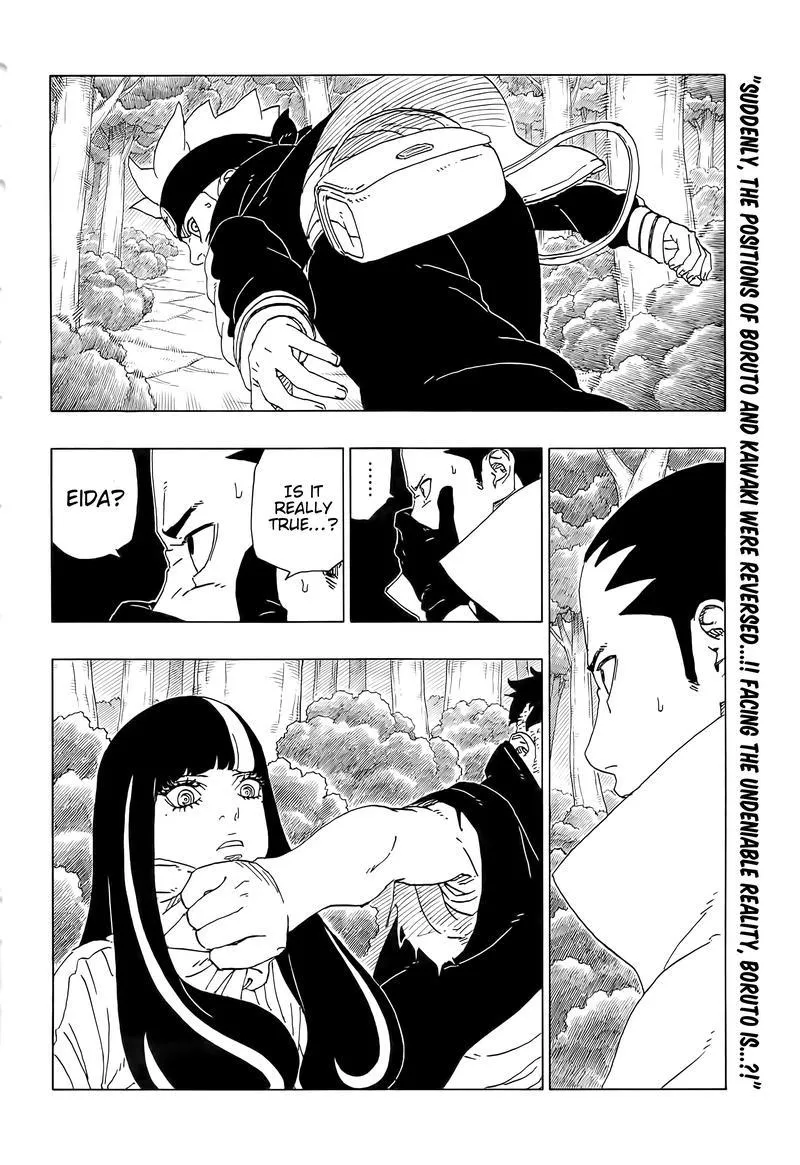 "SUDDENLY, THE POSITIONS OF BORUTO AND KAWAKI WERE REVERSED...!! FACING THE UNDENIABLE REALITY, BORUTO IS...?!"
.......
IS IT
REALLY
TRUE...?
EIDA?